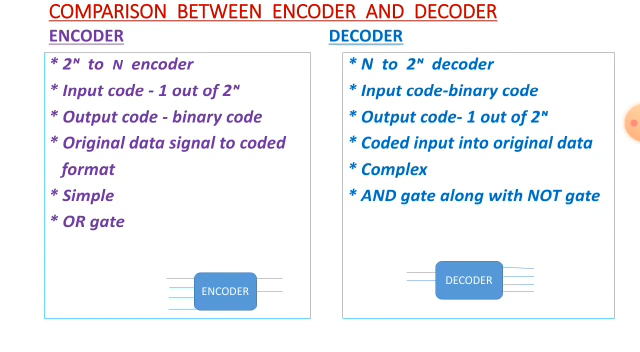 COMPARISON BETWEEN ENCODER AND DECODER
ENCODER
* 2ᴺ to N encoder
* Input code - 1 out of 2ᴺ
* Output code - binary code
* Original data signal to coded
format
* Simple
* OR gate
ENCODER
DECODER
* N to 2ᴺ decoder
* Input code-binary code
* Output code- 1 out of 2ᴺ
* Coded input into original data
* Complex
* AND gate along with NOT gate
DECODER